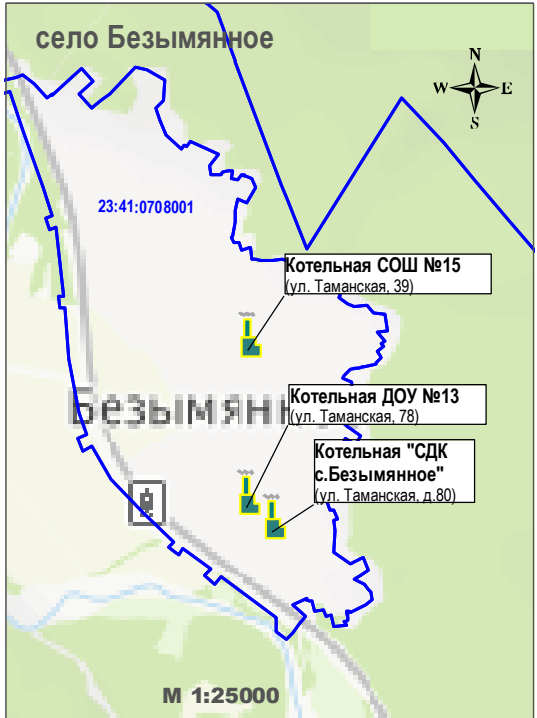 село Безымянное
N
W E
S
23:41:0708001
Котельная СОШ №15
(ул. Таманская, 39)
Котельная ДОУ №13
(ул. Таманская, 78)
Котельная "СДК
с.Безымянное"
(ул. Таманская, д.80)
М 1:25000